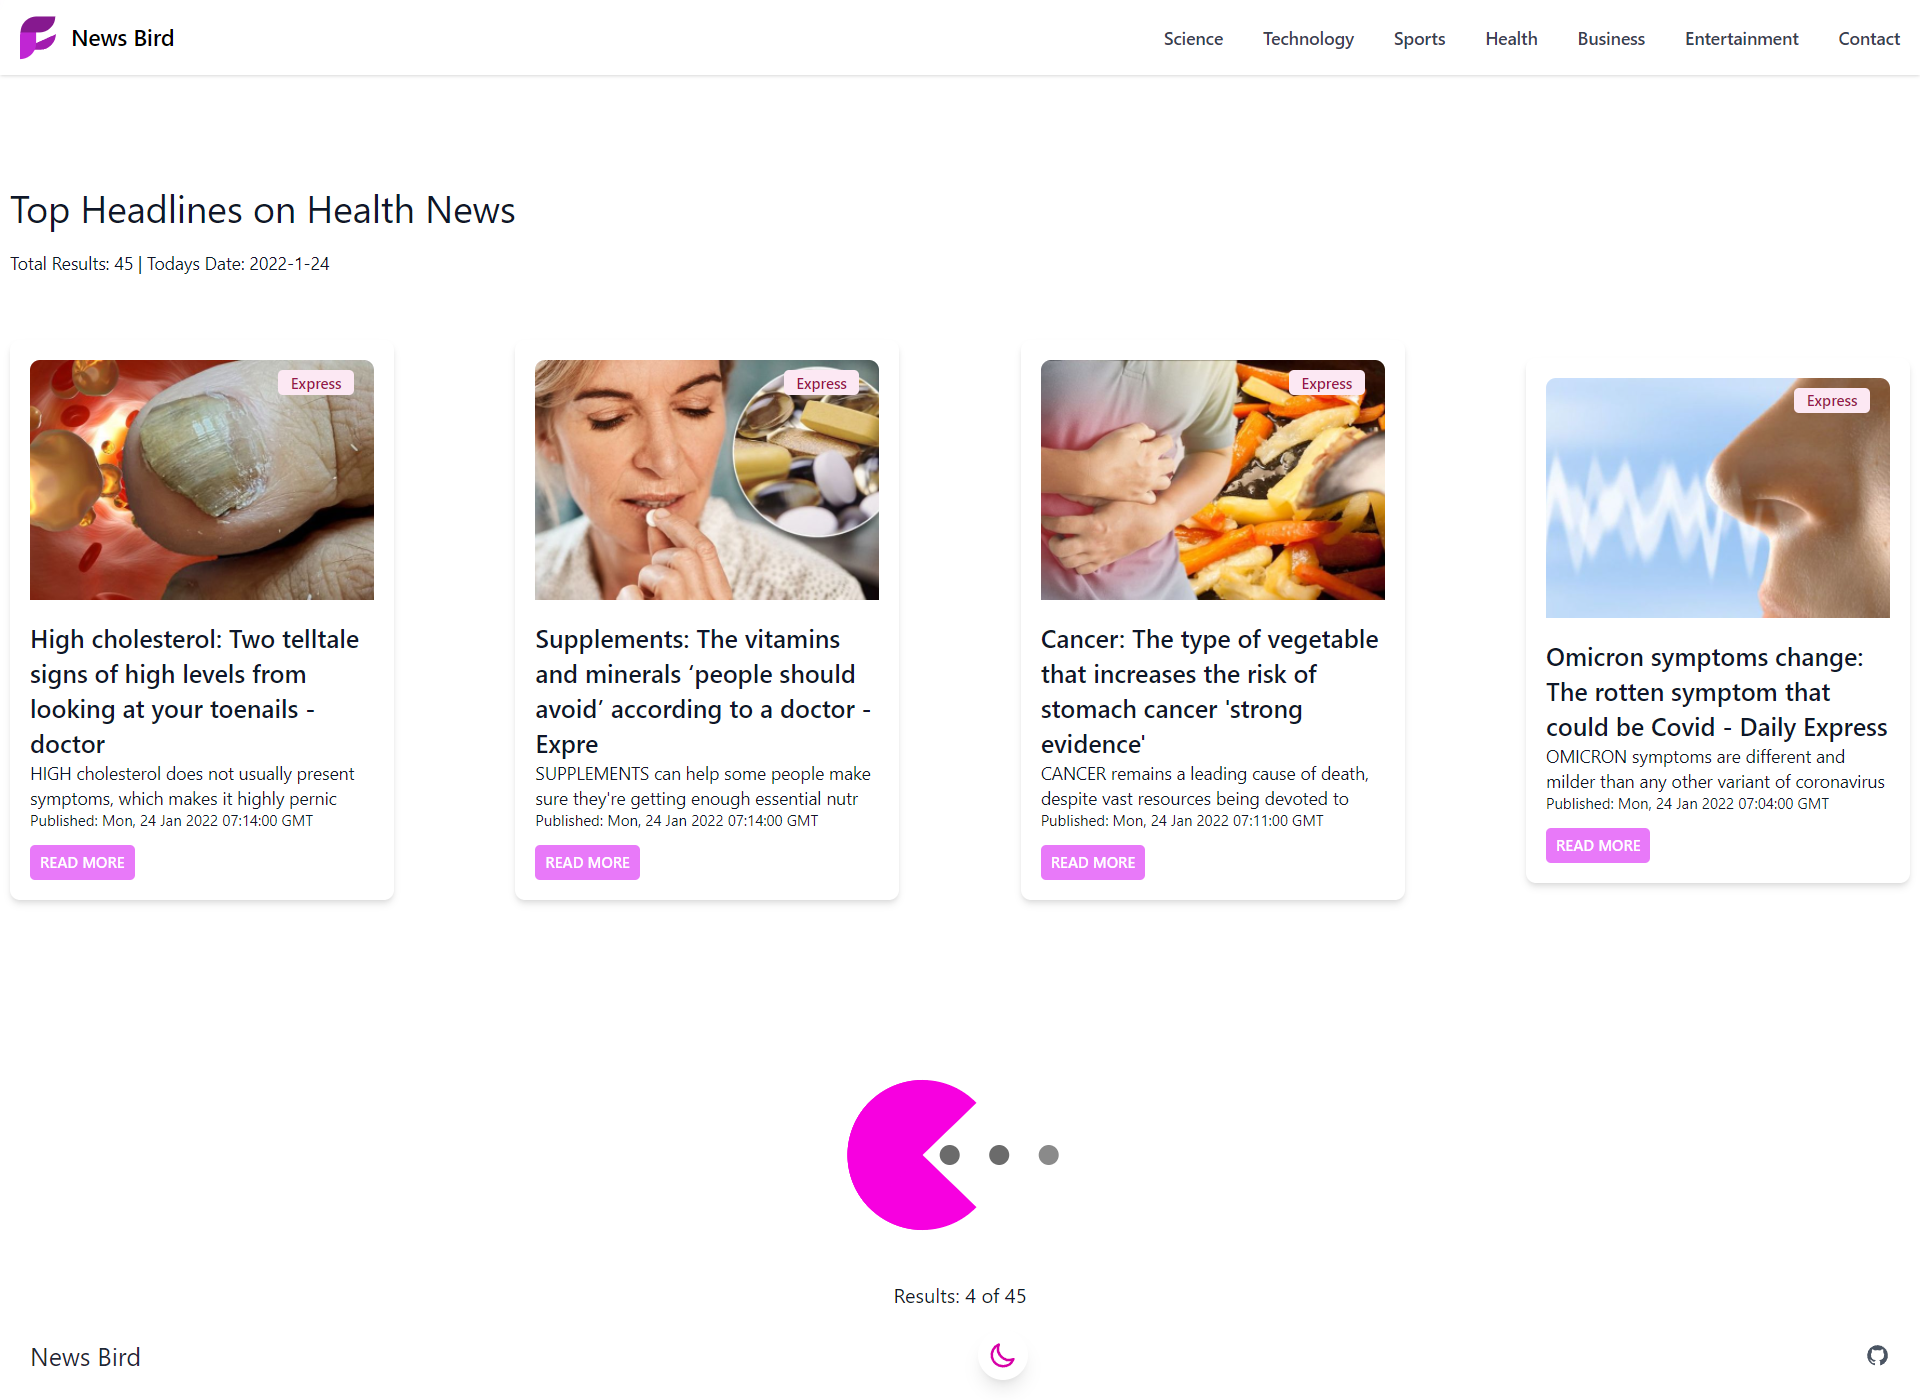 News Bird
Science
Technology
Sports
Health
Business
Entertainment
Contact
Top Headlines on Health News
Total Results: 45 | Todays Date: 2022-1-24
Express
High cholesterol: Two telltale
signs of high levels from
looking at your toenails -
doctor
HIGH cholesterol does not usually present
symptoms, which makes it highly pernic
Published: Mon, 24 Jan 2022 07:14:00 GMT
READ MORE
Express
Supplements: The vitamins
and minerals ‘people should
avoid’ according to a doctor -
Expre
SUPPLEMENTS can help some people make
sure they're getting enough essential nutr
Published: Mon, 24 Jan 2022 07:14:00 GMT
READ MORE
Express
Cancer: The type of vegetable
that increases the risk of
stomach cancer 'strong
evidence'
CANCER remains a leading cause of death,
despite vast resources being devoted to
Published: Mon, 24 Jan 2022 07:11:00 GMT
READ MORE
Express
Omicron symptoms change:
The rotten symptom that
could be Covid - Daily Express
OMICRON symptoms are different and
milder than any other variant of coronavirus
Published: Mon, 24 Jan 2022 07:04:00 GMT
READ MORE
Results: 4 of 45
News Bird